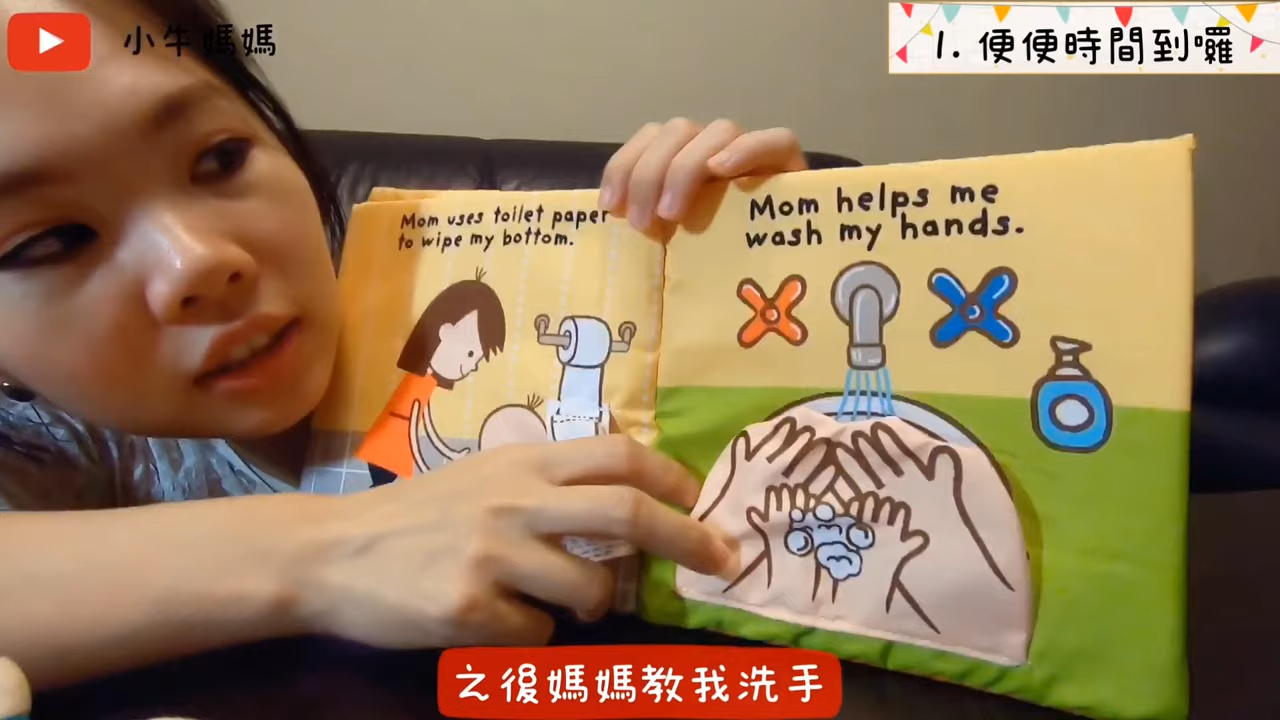 小牛媽媽
1. 便便時間到囉
Mom uses toilet paper
to wipe my bottom.
Mom helps me
wash my hands.
之後媽媽教我洗手